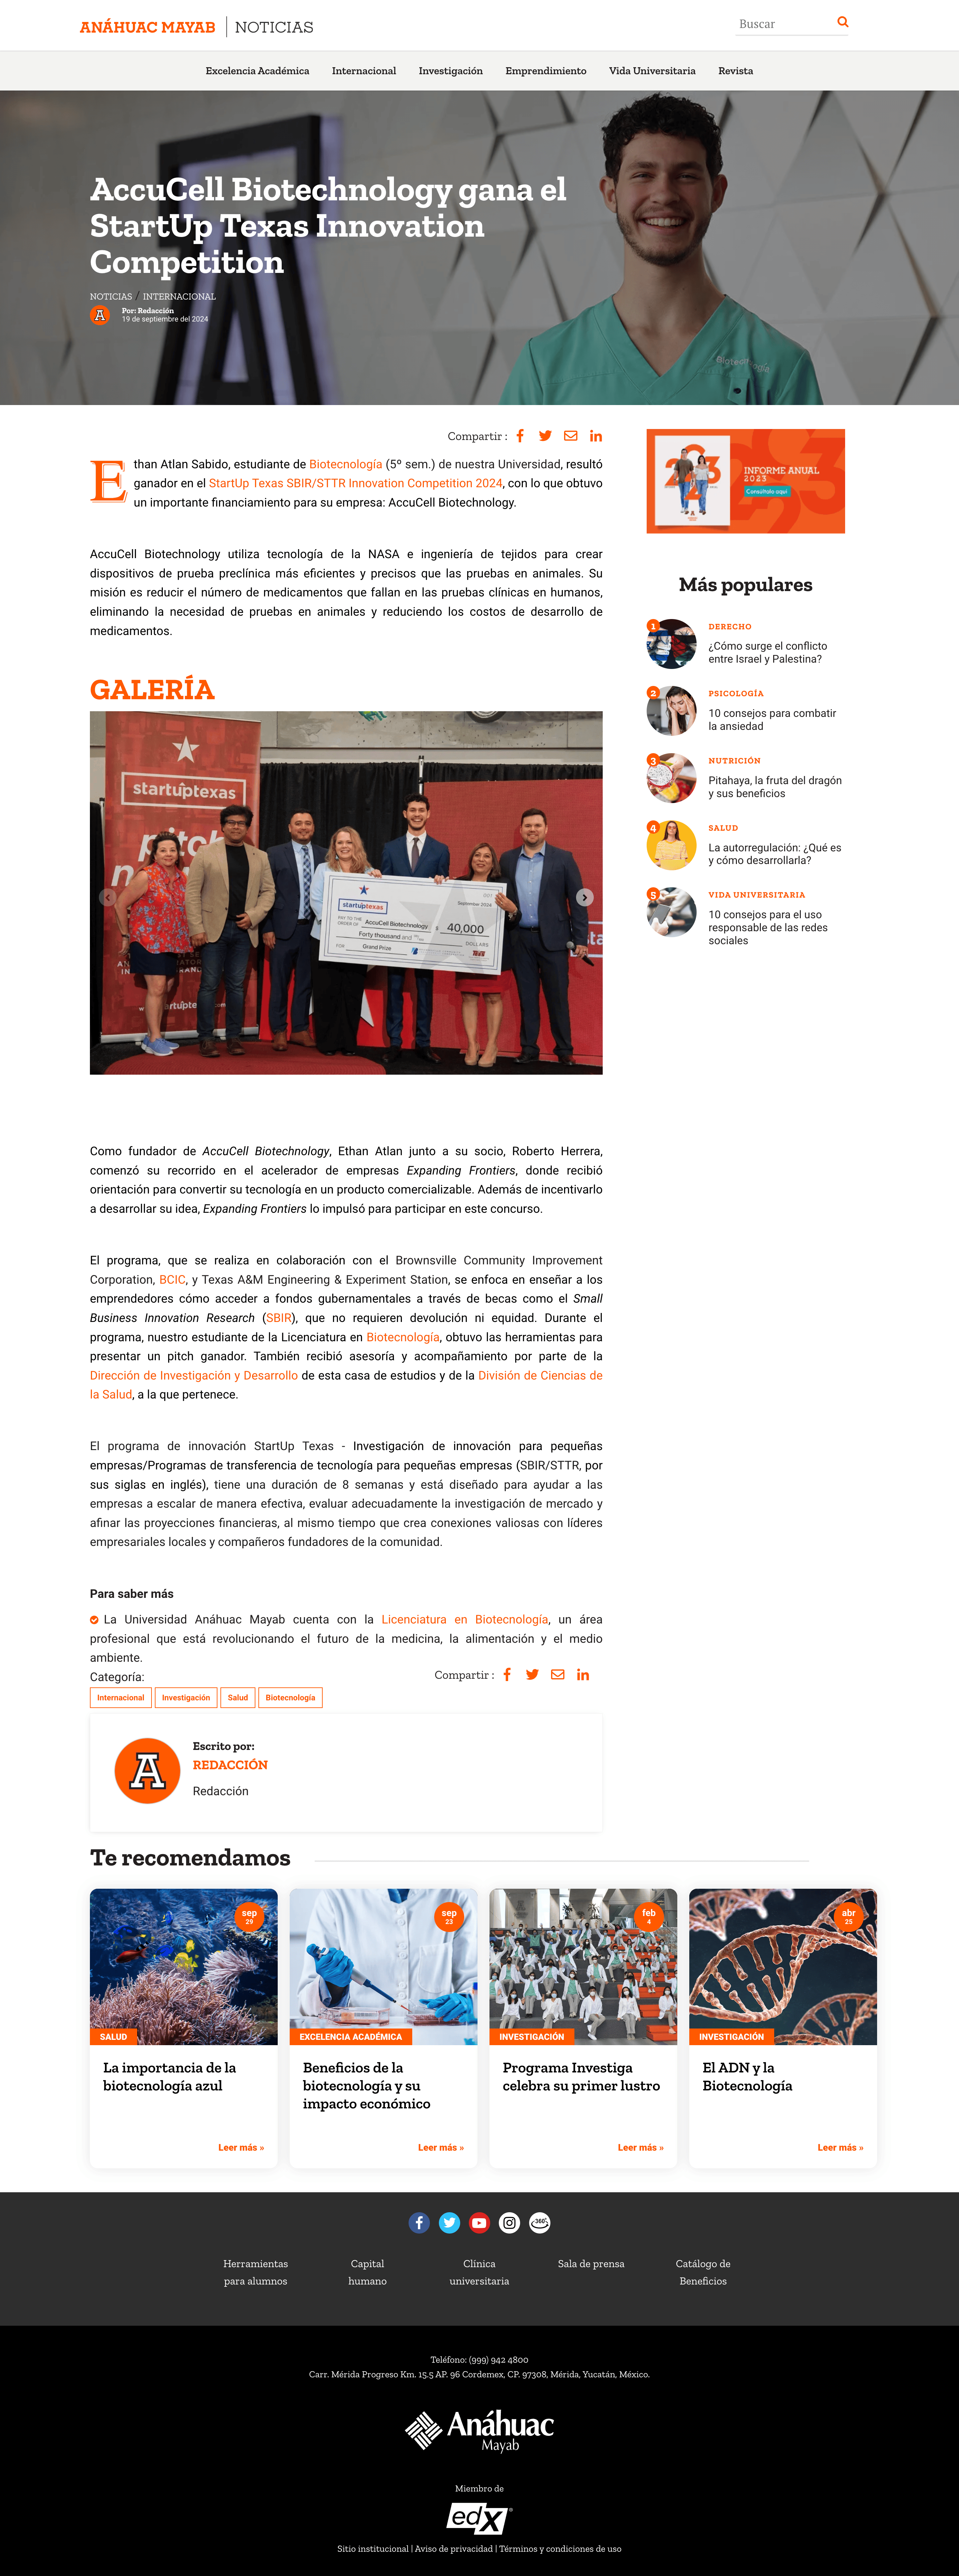 ANÁHUAC MAYAB | NOTICIAS
Buscar
Excelencia Académica Internacional Investigación Emprendimiento Vida Universitaria Revista
AccuCell Biotechnology gana el
StartUp Texas Innovation
Competition
NOTICIAS / INTERNACIONAL
Por: Redacción
19 de septiembre del 2024
Biotecnología
Compartir :
Ethan Atlan Sabido, estudiante de Biotecnología (5º sem.) de nuestra Universidad, resultó
ganador en el StartUp Texas SBIR/STTR Innovation Competition 2024, con lo que obtuvo
un importante financiamiento para su empresa: AccuCell Biotechnology.
AccuCell Biotechnology utiliza tecnología de la NASA e ingeniería de tejidos para crear
dispositivos de prueba preclínica más eficientes y precisos que las pruebas en animales. Su
misión es reducir el número de medicamentos que fallan en las pruebas clínicas en humanos,
eliminando la necesidad de pruebas en animales y reduciendo los costos de desarrollo de
medicamentos.
GALERÍA
startuptexas
pitch
startuptexas
September 2024
PAY TO THE
ORDER OF
AccuCell Biotechnology
$ 40,000
Forty thousand and
DOLLARS
FOR
Grand Prize
Como fundador de AccuCell Biotechnology, Ethan Atlan junto a su socio, Roberto Herrera,
comenzó su recorrido en el acelerador de empresas Expanding Frontiers, donde recibió
orientación para convertir su tecnología en un producto comercializable. Además de incentivarlo
a desarrollar su idea, Expanding Frontiers lo impulsó para participar en este concurso.
El programa, que se realiza en colaboración con el Brownsville Community Improvement
Corporation, BCIC, y Texas A&M Engineering & Experiment Station, se enfoca en enseñar a los
emprendedores cómo acceder a fondos gubernamentales a través de becas como el Small
Business Innovation Research (SBIR), que no requieren devolución ni equidad. Durante el
programa, nuestro estudiante de la Licenciatura en Biotecnología, obtuvo las herramientas para
presentar un pitch ganador. También recibió asesoría y acompañamiento por parte de la
Dirección de Investigación y Desarrollo de esta casa de estudios y de la División de Ciencias de
la Salud, a la que pertenece.
El programa de innovación StartUp Texas - Investigación de innovación para pequeñas
empresas/Programas de transferencia de tecnología para pequeñas empresas (SBIR/STTR, por
sus siglas en inglés), tiene una duración de 8 semanas y está diseñado para ayudar a las
empresas a escalar de manera efectiva, evaluar adecuadamente la investigación de mercado y
afinar las proyecciones financieras, al mismo tiempo que crea conexiones valiosas con líderes
empresariales locales y compañeros fundadores de la comunidad.
Para saber más
La Universidad Anáhuac Mayab cuenta con la Licenciatura en Biotecnología, un área
profesional que está revolucionando el futuro de la medicina, la alimentación y el medio
ambiente.
Categoría:
Compartir :
Internacional Investigación Salud Biotecnología
A
Escrito por:
REDACCIÓN
Redacción
INFORME ANUAL
2023
Consúltalo aquí
Más populares
1
DERECHO
¿Cómo surge el conflicto
entre Israel y Palestina?
2
PSICOLOGÍA
10 consejos para combatir
la ansiedad
3
NUTRICIÓN
Pitahaya, la fruta del dragón
y sus beneficios
4
SALUD
La autorregulación: ¿Qué es
y cómo desarrollarla?
5
VIDA UNIVERSITARIA
10 consejos para el uso
responsable de las redes
sociales
Te recomendamos
sep
29
SALUD
La importancia de la
biotecnología azul
Leer más »
sep
23
EXCELENCIA ACADÉMICA
Beneficios de la
biotecnología y su
impacto económico
Leer más »
feb
4
INVESTIGACIÓN
Programa Investiga
celebra su primer lustro
Leer más »
abr
25
INVESTIGACIÓN
El ADN y la
Biotecnología
Leer más »
360°
Herramientas
para alumnos
Capital
humano
Clínica
universitaria
Sala de prensa
Catálogo de
Beneficios
Teléfono: (999) 942 4800
Carr. Mérida Progreso Km. 15.5 AP. 96 Cordemex, CP. 97308, Mérida, Yucatán, México.
Anáhuac
Mayab
Miembro de
edX
Sitio institucional | Aviso de privacidad | Términos y condiciones de uso